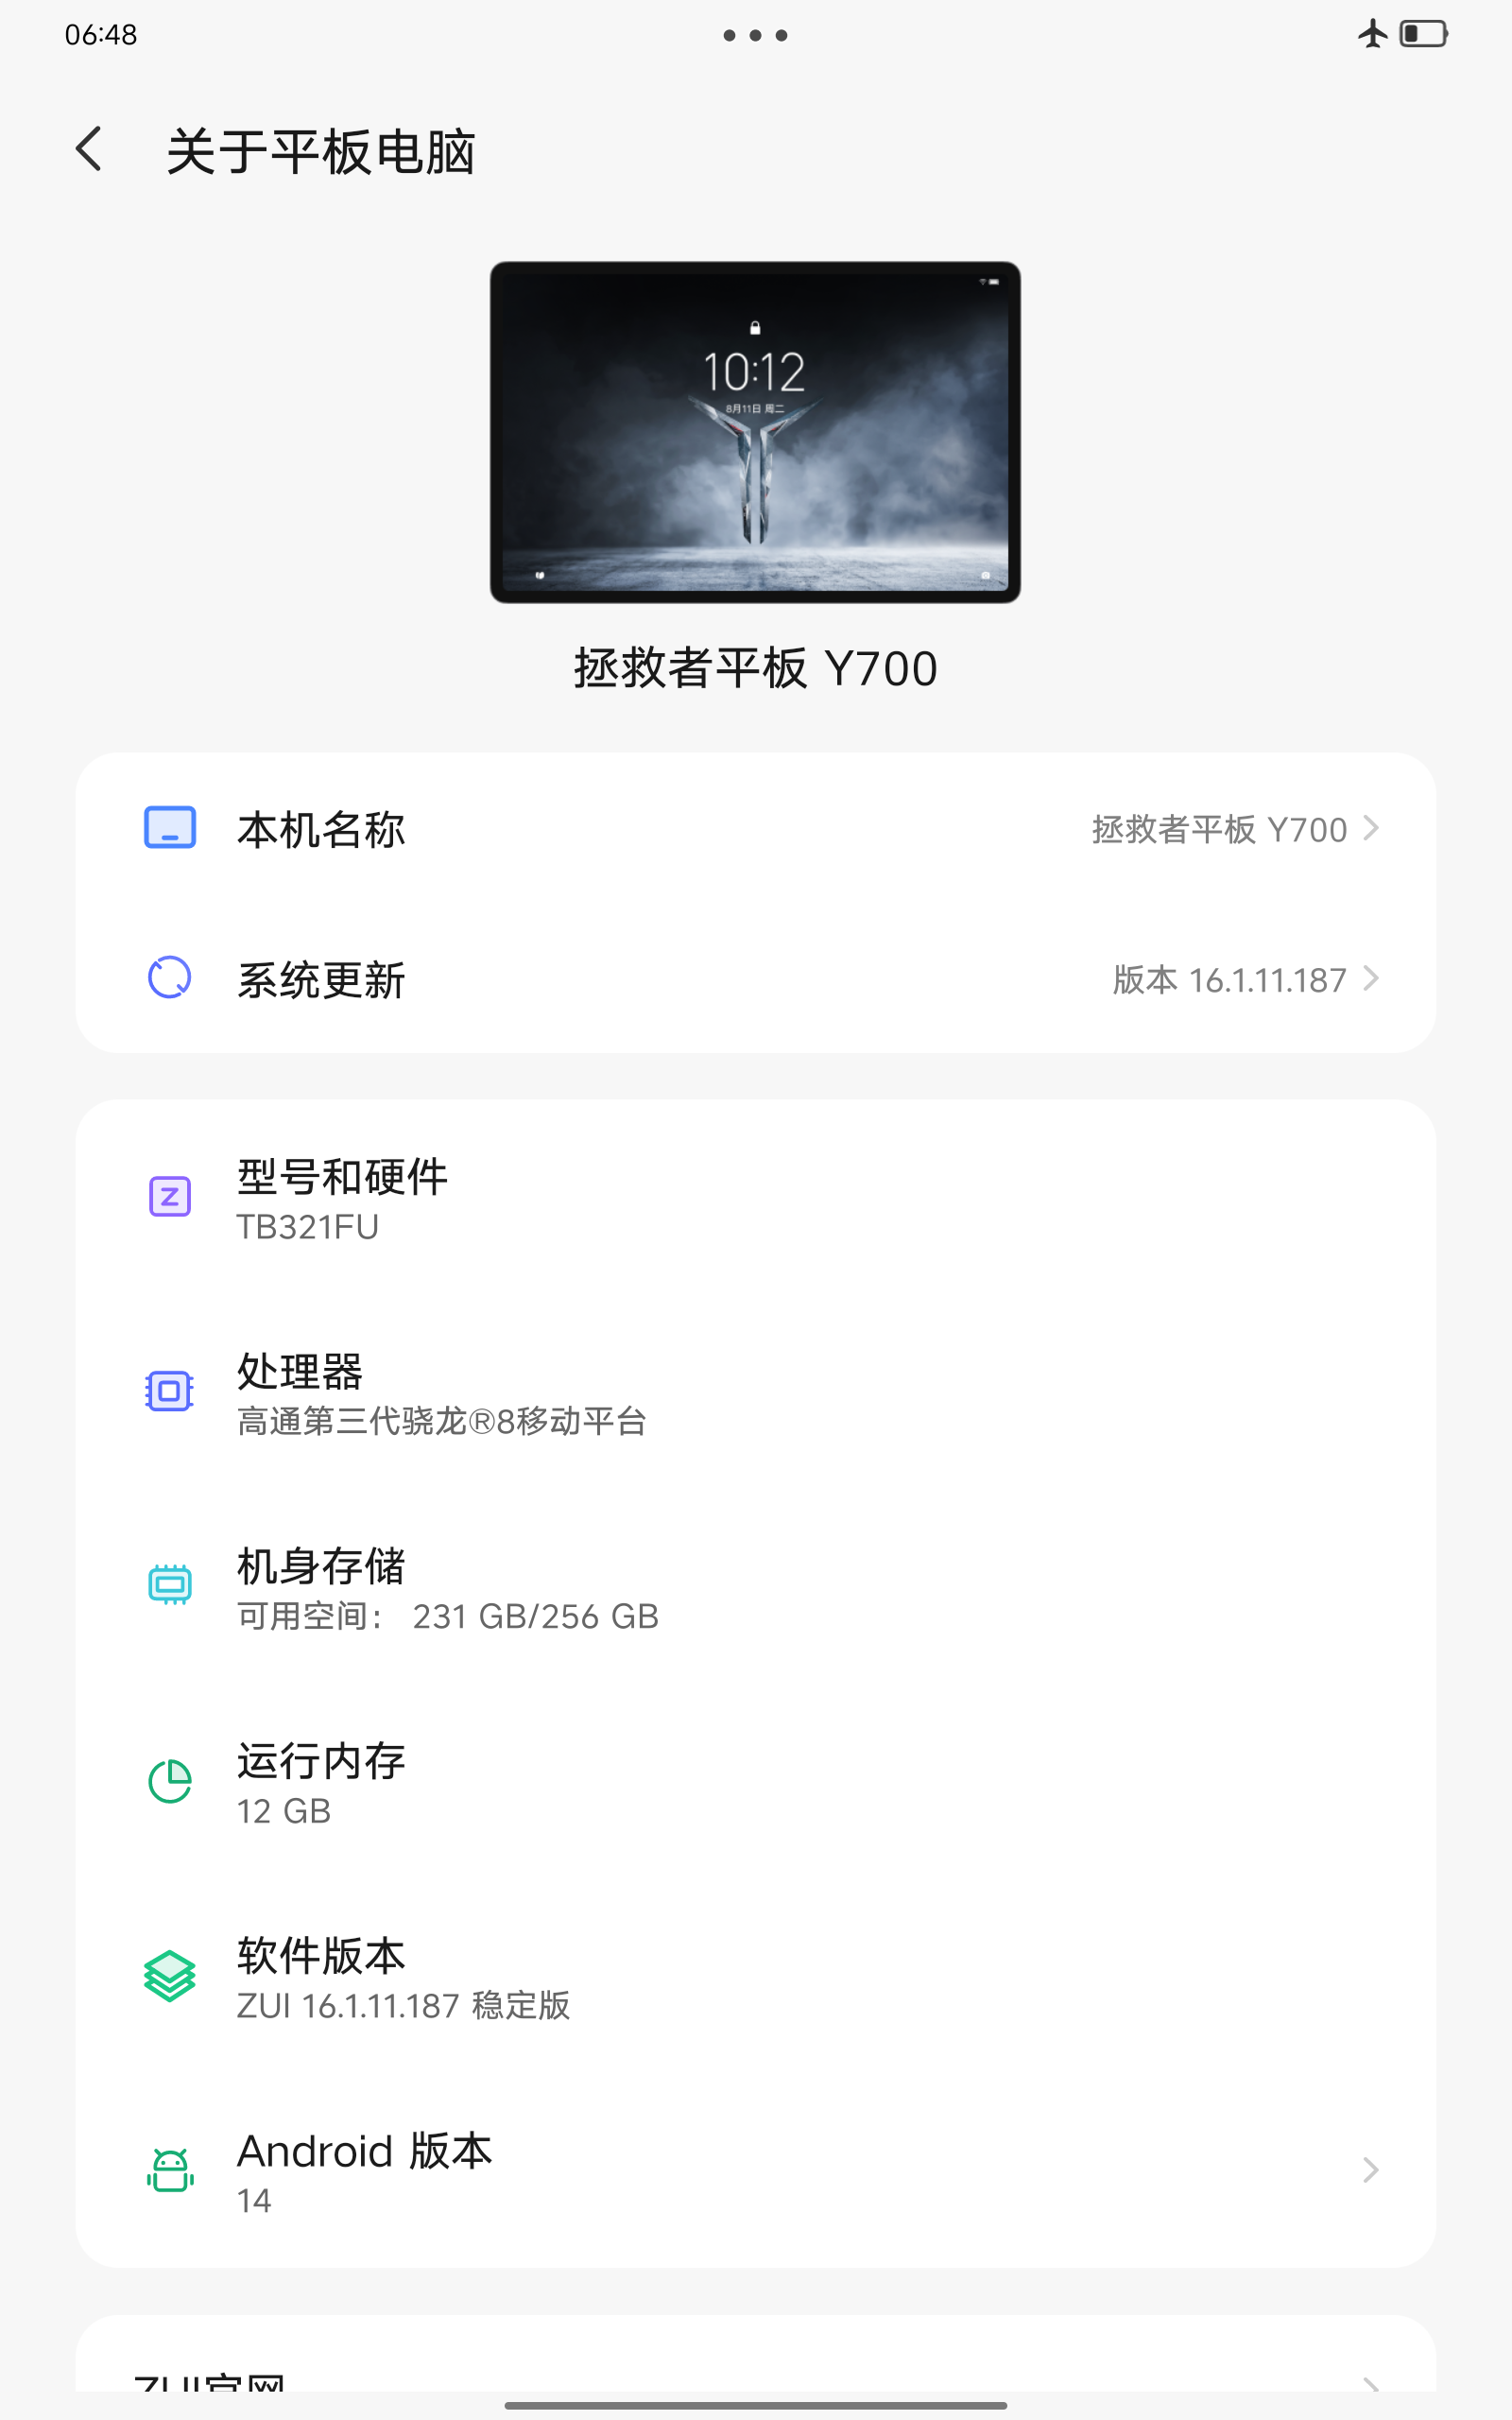 06:48
关于平板电脑
10:12
8月11日 周二
拯救者平板 Y700
本机名称
拯救者平板 Y700
系统更新
版本 16.1.11.187
型号和硬件
TB321FU
处理器
高通第三代骁龙®8移动平台
机身存储
可用空间： 231 GB/256 GB
运行内存
12 GB
软件版本
ZUI 16.1.11.187 稳定版
Android 版本
14
ZUI官网